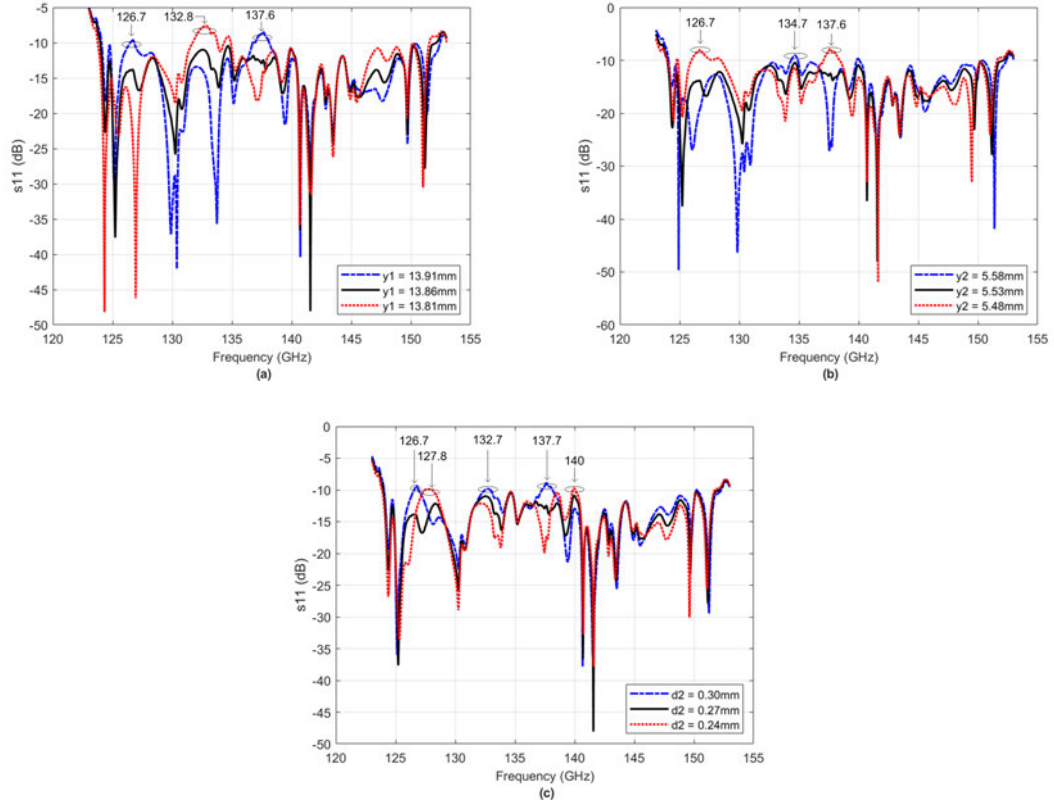 126.7 132.8 137.6
-5
-10
-15
-20
-25
-30
-35
-40
-45
-50
s11 (dB)
y1 = 13.91mm
y1 = 13.86mm
y1 = 13.81mm
120 125 130 135 140 145 150 155
Frequency (GHz)
(a)
126.7 134.7 137.6
0
-10
-20
-30
-40
-50
-60
s11 (dB)
y2 = 5.58mm
y2 = 5.53mm
y2 = 5.48mm
120 125 130 135 140 145 150 155
Frequency (GHz)
(b)
126.7 132.7 137.7
127.8 140
0
-5
-10
-15
-20
-25
-30
-35
-40
-45
-50
s11 (dB)
d2 = 0.30mm
d2 = 0.27mm
d2 = 0.24mm
120 125 130 135 140 145 150 155
Frequency (GHz)
(c)